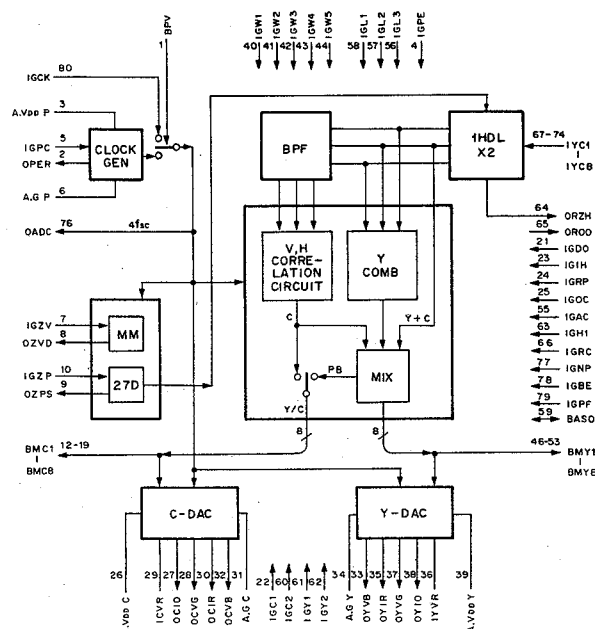 BPV
1
IGW1
IGW2
IGW3
IGW4
IGW5
40 41 42 43 44
IGL1
IGL2
IGL3
58 57 56
IGPE
4
IGCK 80
A.VDD P 3
IGPC 5
OPER 2
A.G P 6
CLOCK
GEN
BPF
1HDL
X2
67-74
IYC1
IYC8
OADC 76
4fsc
64 ORZH
65 OROO
21 IGDO
23 IGIH
24 IGRP
25 IGOC
55 IGAC
63 IGH1
66 IGRC
77 IGNP
78 IGBE
79 IGPF
59 BASO
V,H
CORRE-
LATION
CIRCUIT
Y
COMB
C
Y+C
MIX
PB
Y/C
IGZV 7
OZVD 8
MM
IGZP 10
OZPS 9
27D
8
8
BMC1 12-19
BMC8
46-53
BMY1
BMY8
C-DAC
Y-DAC
26 29 27 28 30 32 31
A.VDD C
ICVR
OCIO
OCVG
OCIR
OCVB
A.G C
22 60 61 62
IGC1
IGC2
IGY1
IGY2
34 33 35 37 38 36 39
A.G Y
OYVB
OYIR
OYVG
OYIO
IYVR
A.VDD Y